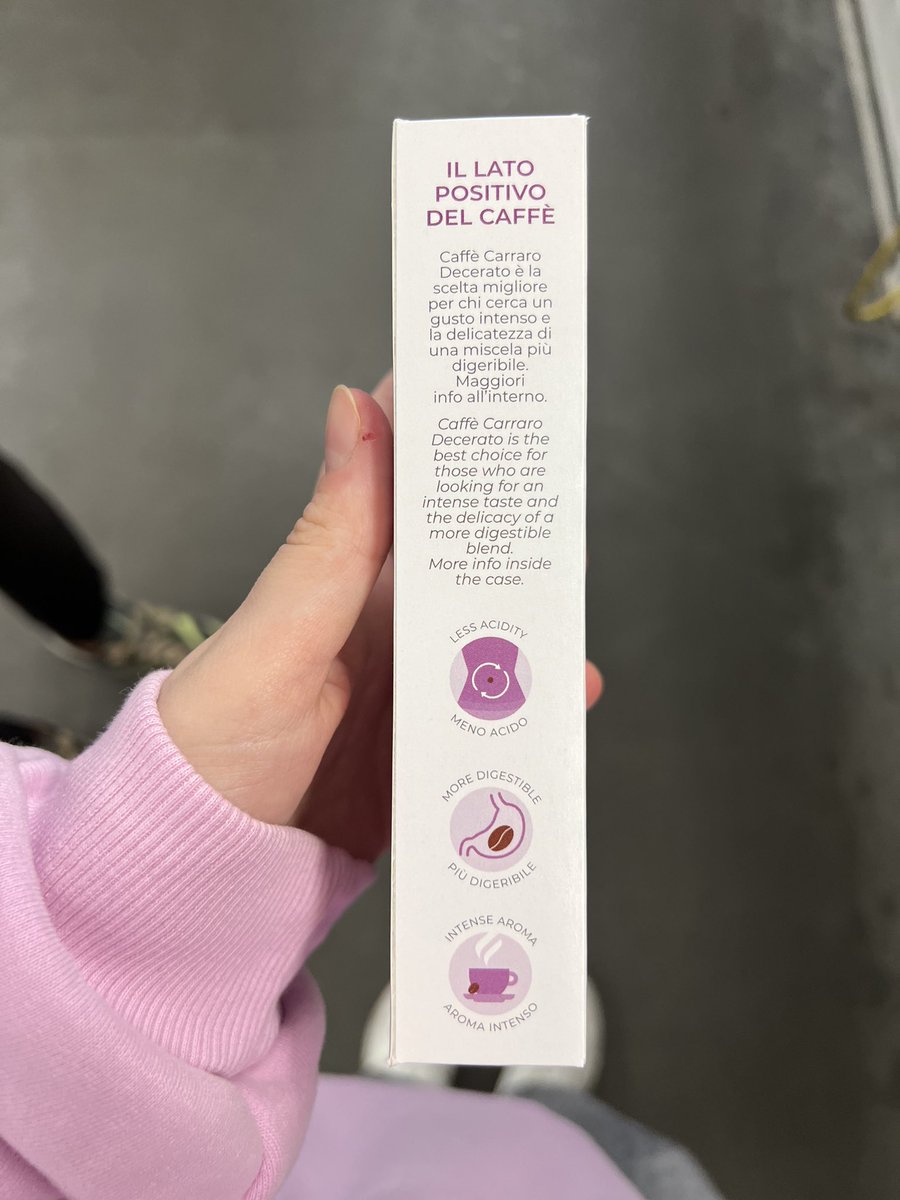 IL LATO
POSITIVO
DEL CAFFÈ
Caffè Carraro
Decerato è la
scelta migliore
per chi cerca un
gusto intenso e
la delicatezza di
una miscela più
digeribile.
Maggiori
info all'interno.
Caffè Carraro
Decerato is the
best choice for
those who are
looking for an
intense taste and
the delicacy of a
more digestible
blend.
More info inside
the case.
LESS ACIDITY
MENO ACIDO
MORE DIGESTIBLE
PIÙ DIGERIBILE
INTENSE AROMA
AROMA INTENSO